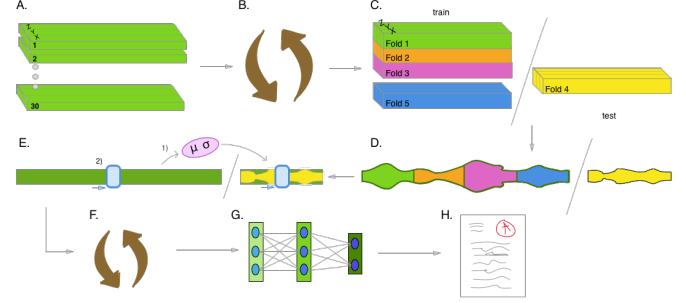 A.
Z Y X
1
2
30
B.
C.
train
Z Y X
Fold 1
Fold 2
Fold 3
Fold 5
Fold 4
test
D.
E.
1)
μ σ
2)
F.
G.
H.